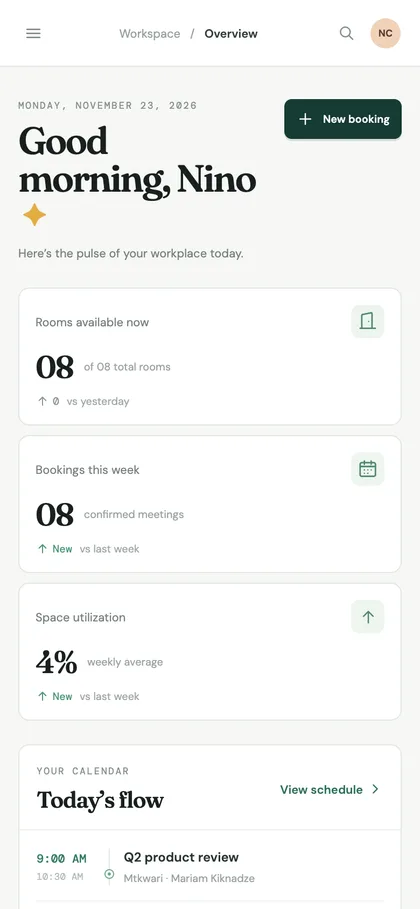 Workspace / Overview
NC
MONDAY, NOVEMBER 23, 2026
New booking
Good
morning, Nino
Here's the pulse of your workplace today.
Rooms available now
08 of 08 total rooms
↑ 0 vs yesterday
Bookings this week
08 confirmed meetings
↑ New vs last week
Space utilization
4% weekly average
↑ New vs last week
YOUR CALENDAR
Today's flow
View schedule
9:00 AM Q2 product review
10:30 AM Mtkwari · Mariam Kiknadze